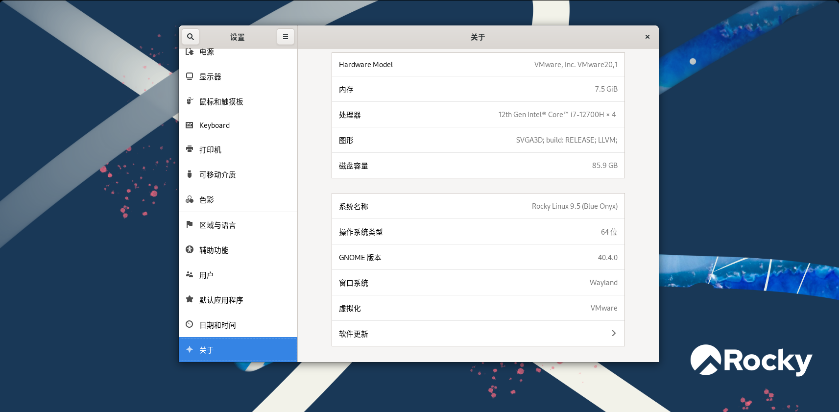 设置
关于
电源
显示器
鼠标和触摸板
Keyboard
打印机
可移动介质
色彩
区域与语言
辅助功能
用户
默认应用程序
日期和时间
关于
Hardware Model VMware, Inc. VMware20,1
内存 7.5 GiB
处理器 12th Gen Intel® Core™ i7-12700H × 4
图形 SVGA3D; build: RELEASE; LLVM;
磁盘容量 85.9 GB
系统名称 Rocky Linux 9.5 (Blue Onyx)
操作系统类型 64 位
GNOME 版本 40.4.0
窗口系统 Wayland
虚拟化 VMware
软件更新
Rocky